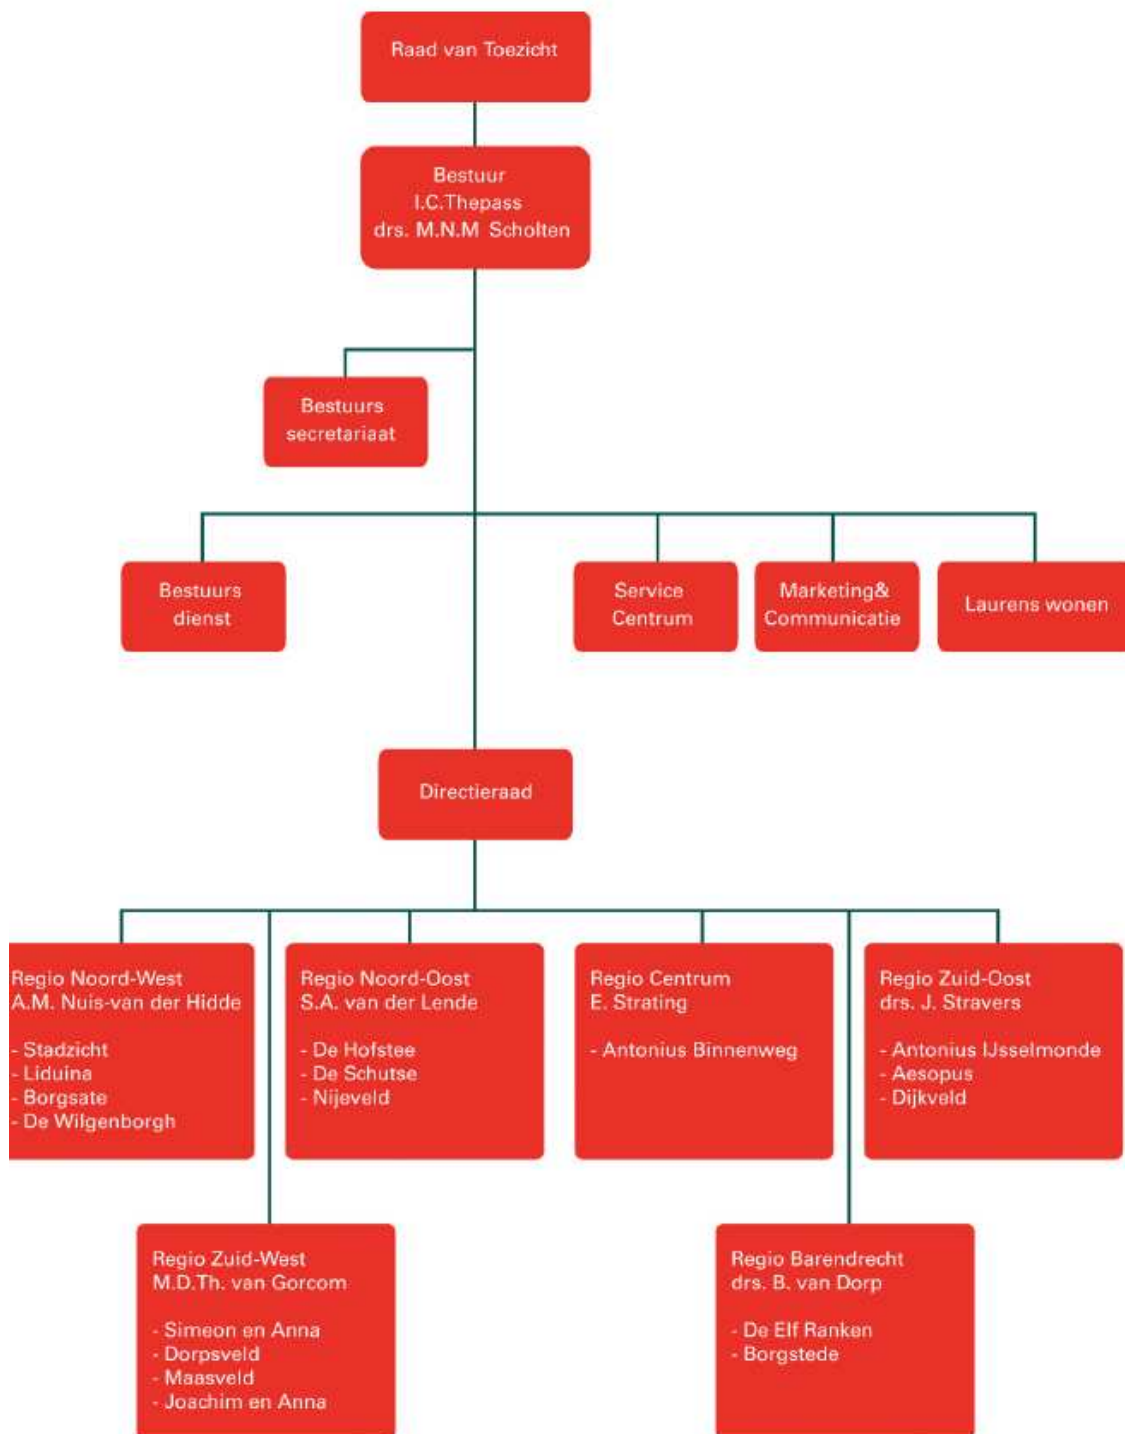 Raad van Toezicht
Bestuur
I.C.Thepass
drs. M.N.M Scholten
Bestuurs
secretariaat
Bestuurs
dienst
Service
Centrum
Marketing&
Communicatie
Laurens wonen
Directieraad
Regio Noord-West
A.M. Nuis-van der Hidde
- Stadzicht
- Liduina
- Borgsate
- De Wilgenborgh
Regio Noord-Oost
S.A. van der Lende
- De Hofstee
- De Schutse
- Nijeveld
Regio Centrum
E. Strating
- Antonius Binnenweg
Regio Zuid-Oost
drs. J. Stravers
- Antonius IJsselmonde
- Aesopus
- Dijkveld
Regio Zuid-West
M.D.Th. van Gorcom
- Simeon en Anna
- Dorpsveld
- Maasveld
- Joachim en Anna
Regio Barendrecht
drs. B. van Dorp
- De Elf Ranken
- Borgstede